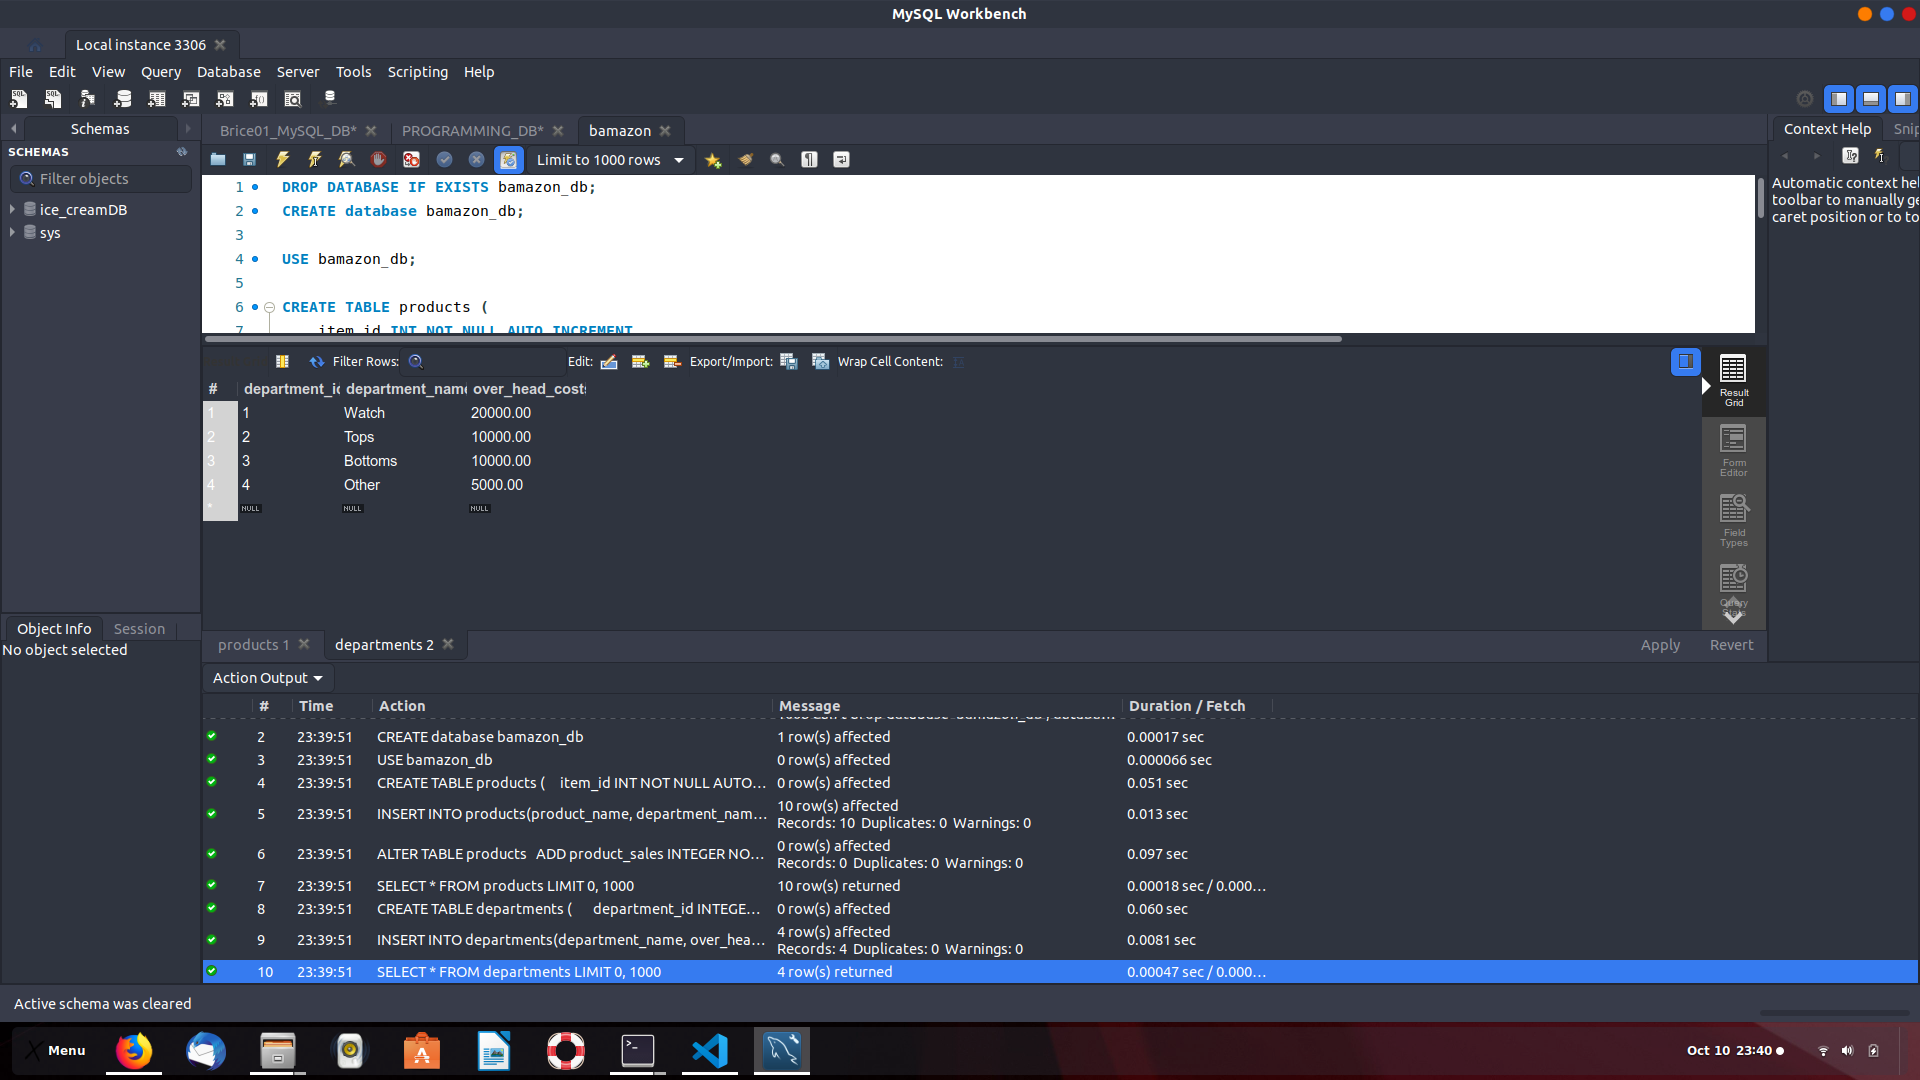 MySQL Workbench
Local instance 3306
File Edit View Query Database Server Tools Scripting Help
Schemas
SCHEMAS
Filter objects
ice_creamDB
sys
Object Info Session
No object selected
Brice01_MySQL_DB* PROGRAMMING_DB* bamazon
Limit to 1000 rows
1 DROP DATABASE IF EXISTS bamazon_db;
2 CREATE database bamazon_db;
3
4 USE bamazon_db;
5
6 CREATE TABLE products (
7 item_id INT NOT NULL AUTO_INCREMENT
Filter Rows: Edit: Export/Import: Wrap Cell Content:
# department_id department_name over_head_costs
1 1 Watch 20000.00
2 2 Tops 10000.00
3 3 Bottoms 10000.00
4 4 Other 5000.00
* NULL NULL NULL
Result
Grid
Form
Editor
Field
Types
Query
Stats
products 1 departments 2
Apply Revert
Context Help Snip
Automatic context hel
toolbar to manually ge
caret position or to to
Action Output
# Time Action Message Duration / Fetch
2 23:39:51 CREATE database bamazon_db 1 row(s) affected 0.00017 sec
3 23:39:51 USE bamazon_db 0 row(s) affected 0.000066 sec
4 23:39:51 CREATE TABLE products ( item_id INT NOT NULL AUTO... 0 row(s) affected 0.051 sec
5 23:39:51 INSERT INTO products(product_name, department_nam... 10 row(s) affected 0.013 sec
Records: 10 Duplicates: 0 Warnings: 0
6 23:39:51 ALTER TABLE products ADD product_sales INTEGER NO... 0 row(s) affected 0.097 sec
Records: 0 Duplicates: 0 Warnings: 0
7 23:39:51 SELECT * FROM products LIMIT 0, 1000 10 row(s) returned 0.00018 sec / 0.000...
8 23:39:51 CREATE TABLE departments ( department_id INTEGE... 0 row(s) affected 0.060 sec
9 23:39:51 INSERT INTO departments(department_name, over_hea... 4 row(s) affected 0.0081 sec
Records: 4 Duplicates: 0 Warnings: 0
10 23:39:51 SELECT * FROM departments LIMIT 0, 1000 4 row(s) returned 0.00047 sec / 0.000...
Active schema was cleared
Menu
Oct 10 23:40